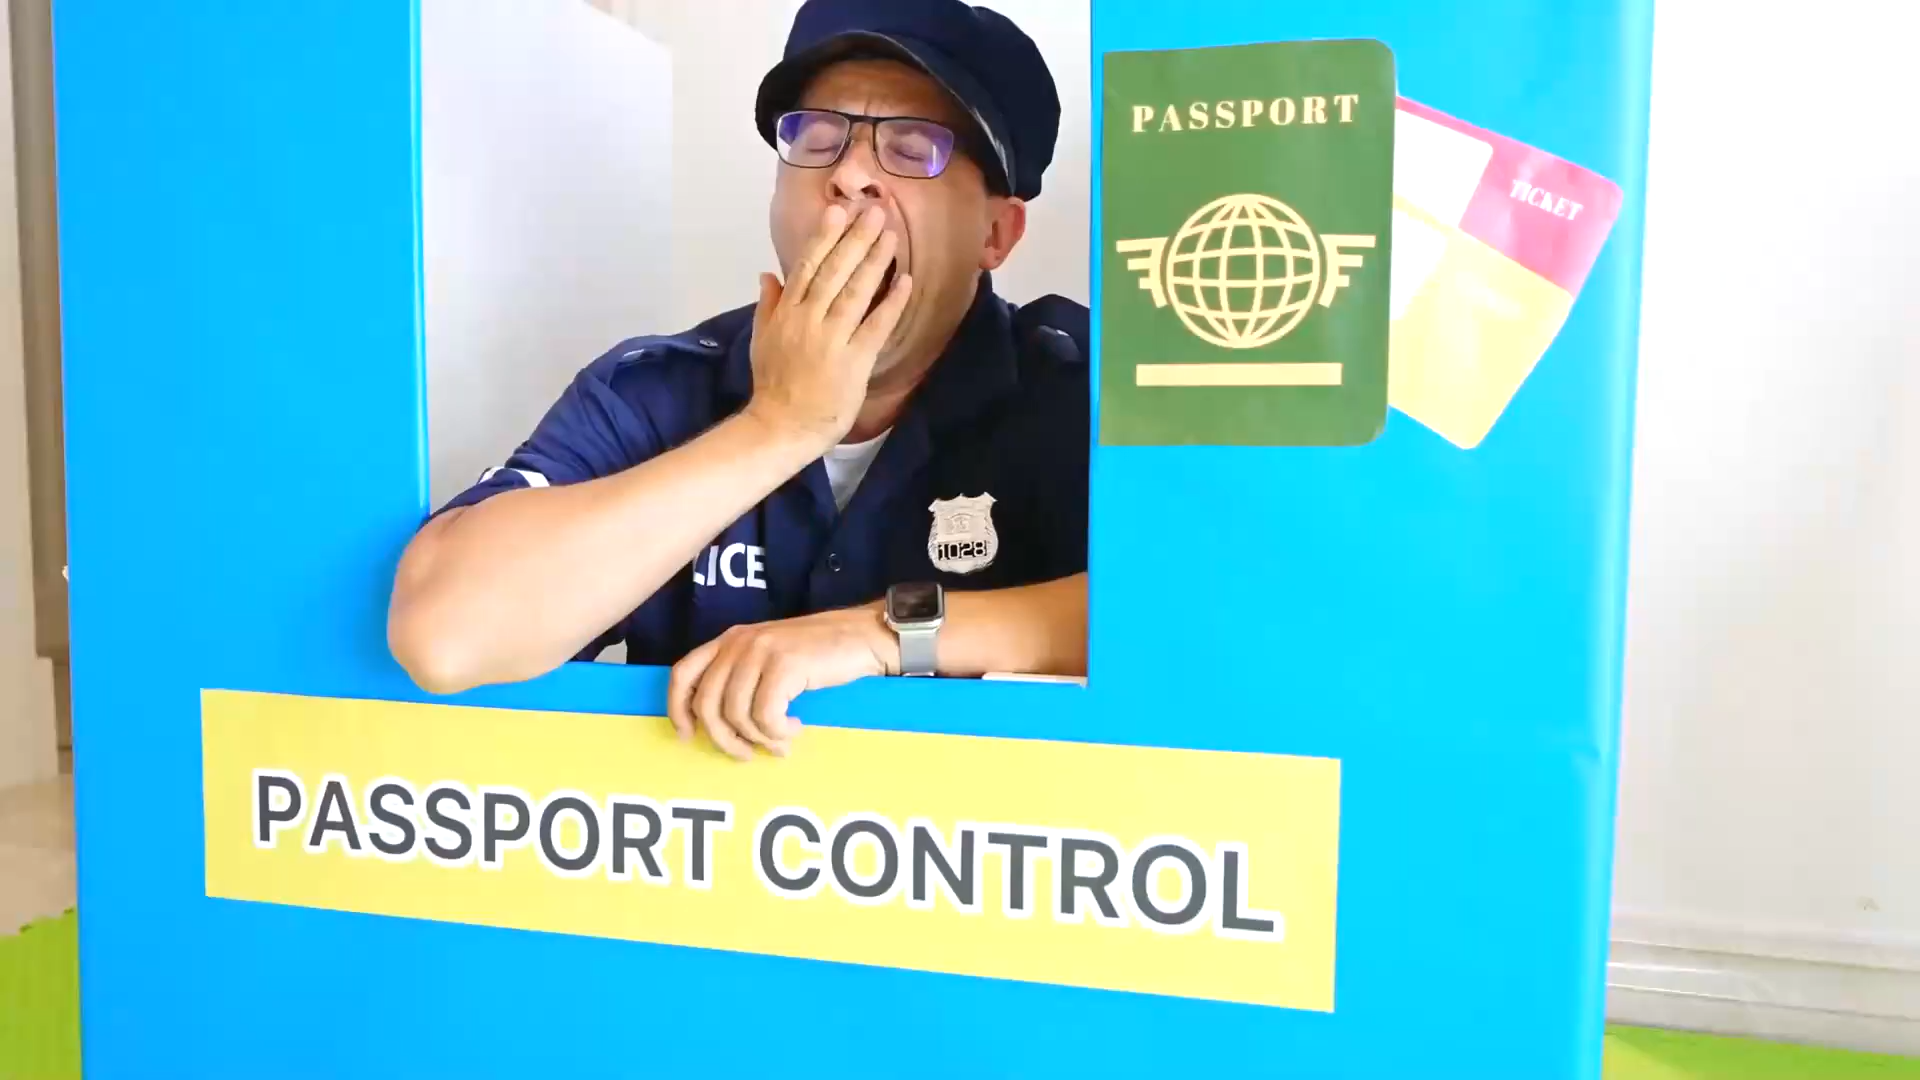 PASSPORT
TICKET
LICE
1028
PASSPORT CONTROL